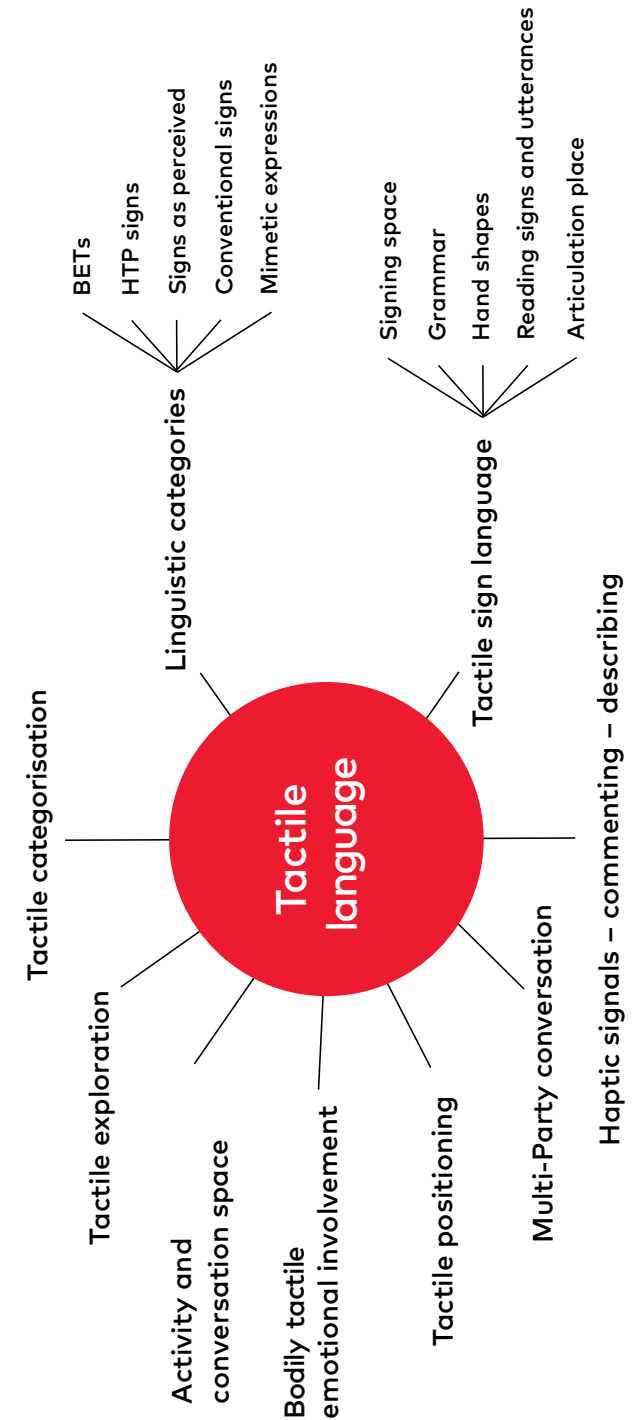 Tactile categorisation
Tactile exploration
Activity and
conversation space
Bodily tactile
emotional involvement
Tactile positioning
Multi-Party conversation
Haptic signals – commenting – describing
Tactile
language
Linguistic categories
BETs
HTP signs
Signs as perceived
Conventional signs
Mimetic expressions
Tactile sign language
Signing space
Grammar
Hand shapes
Reading signs and utterances
Articulation place